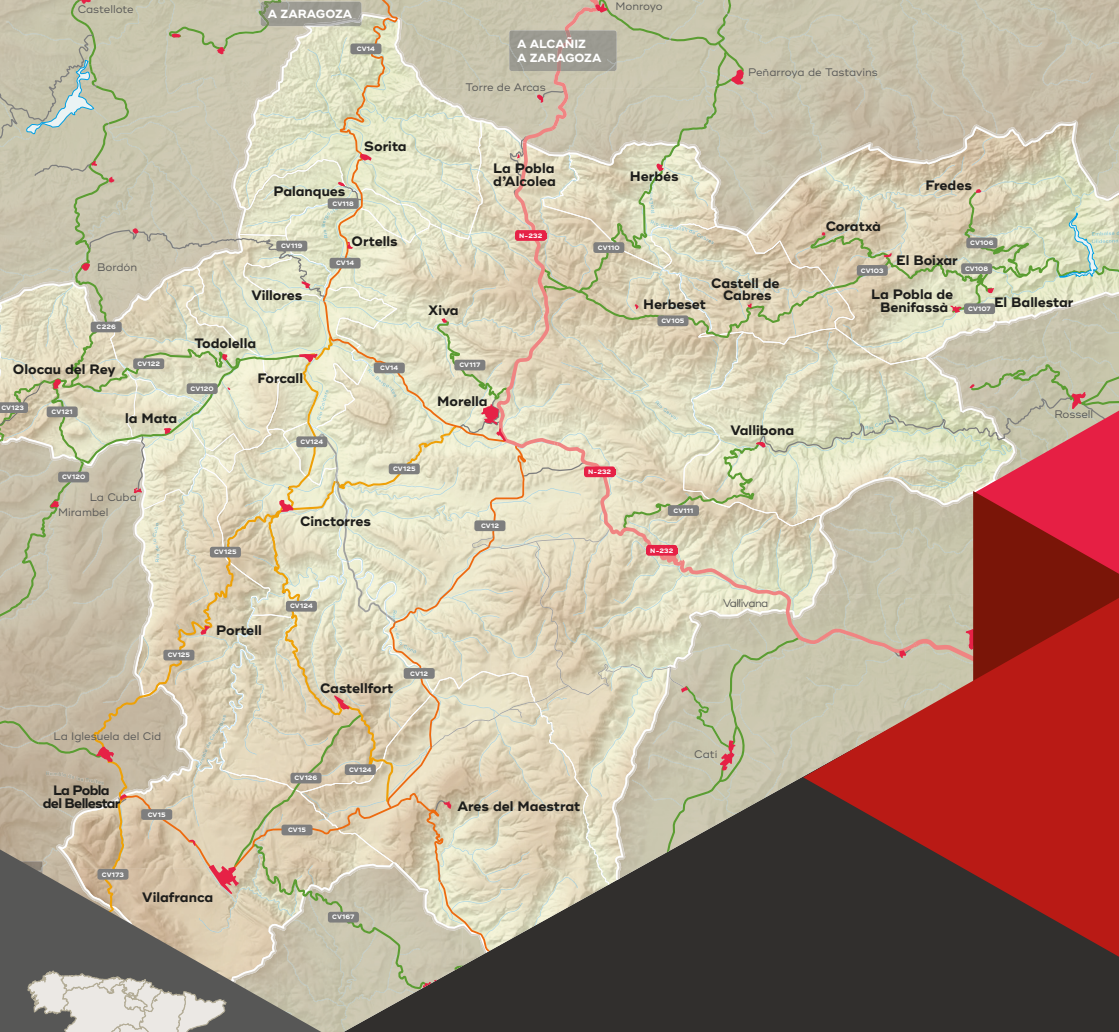 Castellote
A ZARAGOZA
Monroyo
CV14
A ALCAÑIZ
A ZARAGOZA
Peñarroya de Tastavins
Torre de Arcas
Sorita
La Pobla
d'Alcolea
Herbés
Palanques
CV118
Fredes
Coratxà
N-232
Ortells
CV119
CV110
CV106
CV14
El Boixar
CV103
CV108
Bordón
Villores
Castell de
Cabres
La Pobla de
Benifassà
CV107
El Ballestar
Herbeset
Xiva
CV105
C226
Todolella
CV122
Olocau del Rey
CV14
CV117
Forcall
CV120
CV123
CV121
Morella
Rossell
la Mata
Vallibona
CV124
CV125
N-232
CV120
La Cuba
Mirambel
CV111
Cinctorres
CV12
CV125
N-232
CV124
Vallivana
Portell
CV125
CV12
Castellfort
La Iglesuela del Cid
Cati
CV124
CV126
La Pobla
del Bellestar
CV15
Ares del Maestrat
CV15
CV173
Vilafranca
CV167